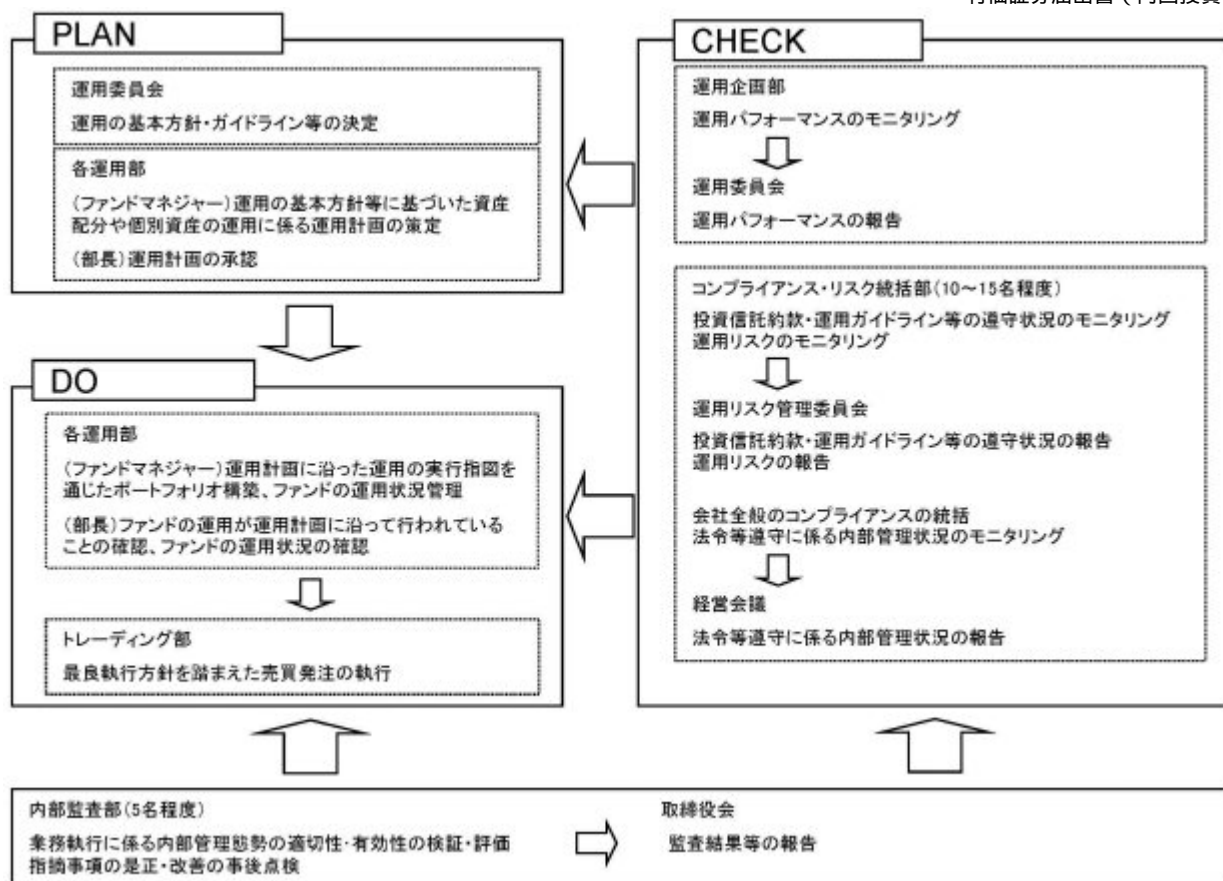 PLAN
運用委員会
運用の基本方針・ガイドライン等の決定
各運用部
(ファンドマネジャー)運用の基本方針等に基づいた資産
配分や個別資産の運用に係る運用計画の策定
(部長)運用計画の承認
DO
各運用部
(ファンドマネジャー)運用計画に沿った運用の実行指図を
通じたポートフォリオ構築、ファンドの運用状況管理
(部長)ファンドの運用が運用計画に沿って行われている
ことの確認、ファンドの運用状況の確認
トレーディング部
最良執行方針を踏まえた売買発注の執行
CHECK
運用企画部
運用パフォーマンスのモニタリング
運用委員会
運用パフォーマンスの報告
コンプライアンス・リスク統括部(10〜15名程度)
投資信託約款・運用ガイドライン等の遵守状況のモニタリング
運用リスクのモニタリング
運用リスク管理委員会
投資信託約款・運用ガイドライン等の遵守状況の報告
運用リスクの報告
会社全般のコンプライアンスの統括
法令等遵守に係る内部管理状況のモニタリング
経営会議
法令等遵守に係る内部管理状況の報告
内部監査部(5名程度)
業務執行に係る内部管理態勢の適切性・有効性の検証・評価
指摘事項の是正・改善の事後点検
取締役会
監査結果等の報告